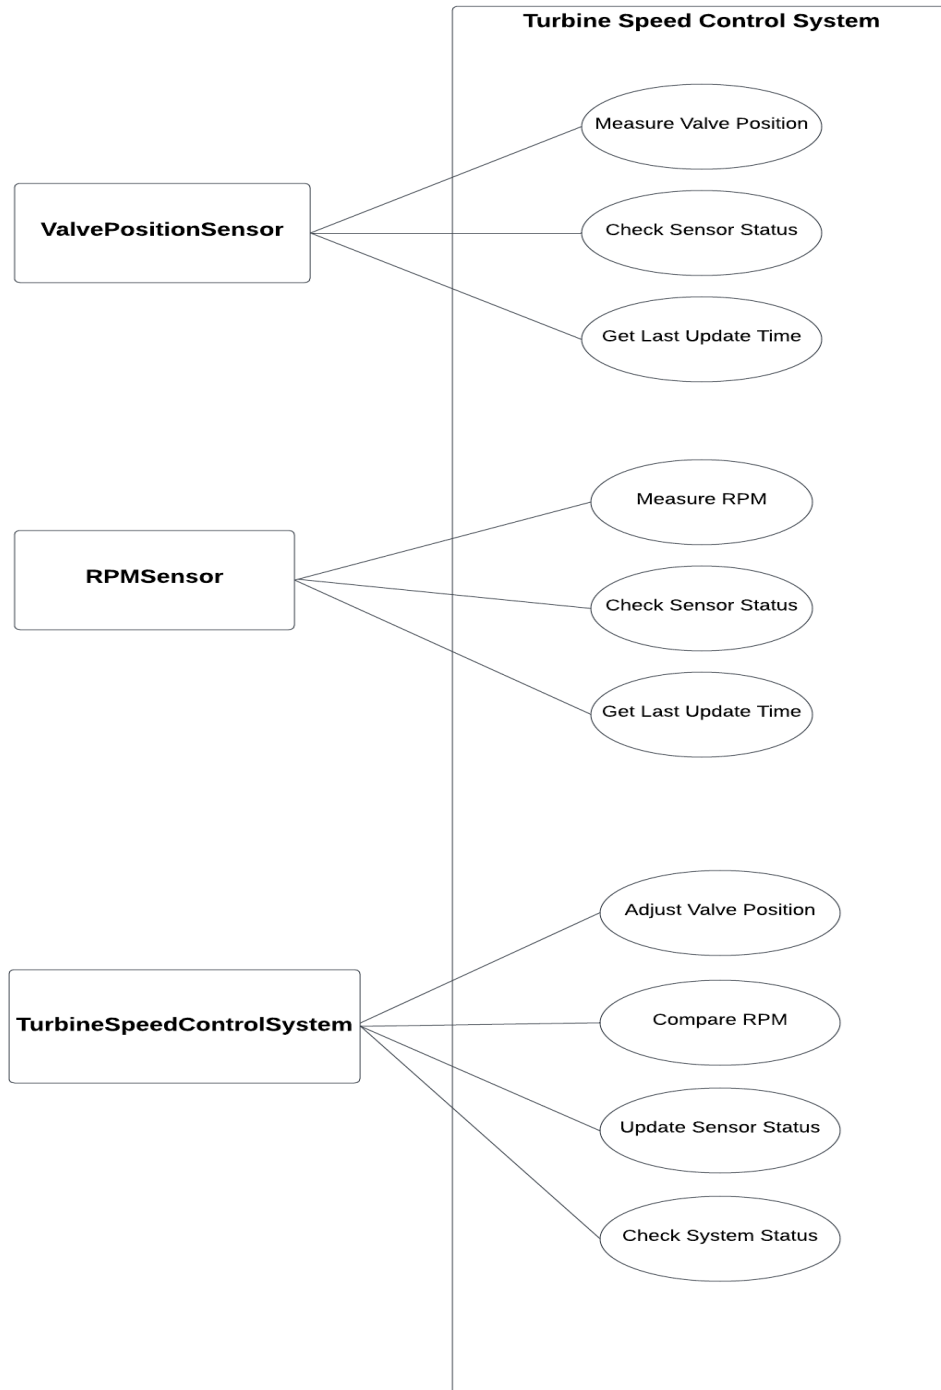 Turbine Speed Control System
Measure Valve Position
ValvePositionSensor
Check Sensor Status
Get Last Update Time
Measure RPM
RPMSensor
Check Sensor Status
Get Last Update Time
Adjust Valve Position
TurbineSpeedControlSystem
Compare RPM
Update Sensor Status
Check System Status